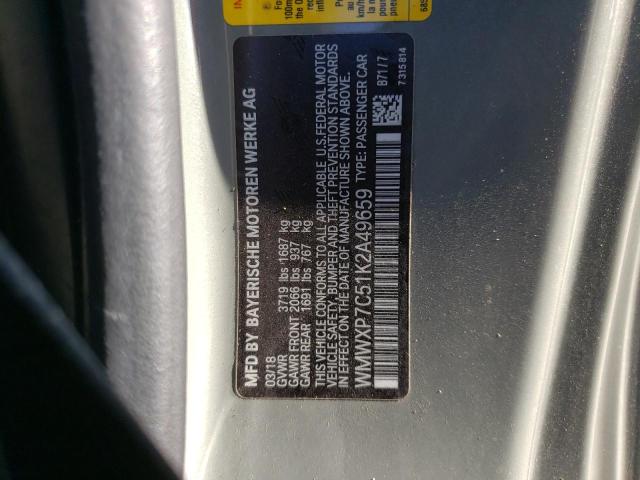 MFD BY BAYERISCHE MOTOREN WERKE AG
03/18
GVWR 3719 lbs 1687 kg
GAWR FRONT 2066 lbs 937 kg
GAWR REAR 1691 lbs 767 kg
THIS VEHICLE CONFORMS TO ALL APPLICABLE U.S.FEDERAL MOTOR
VEHICLE SAFETY, BUMPER AND THEFT PREVENTION STANDARDS
IN EFFECT ON THE DATE OF MANUFACTURE SHOWN ABOVE.
WMWXP7C51K2A49659 TYPE: PASSENGER CAR
B71/7
7315814